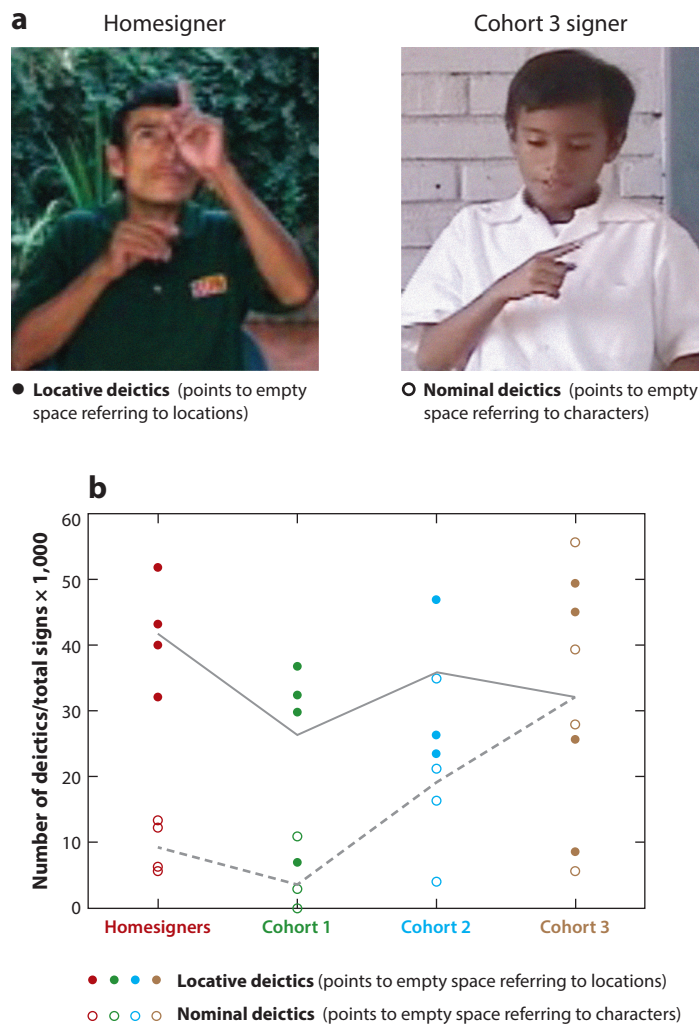 a
Homesigner
Cohort 3 signer
● Locative deictics (points to empty
space referring to locations)
○ Nominal deictics (points to empty
space referring to characters)
b
Number of deictics/total signs × 1,000
60
50
40
30
20
10
0
Homesigners
Cohort 1
Cohort 2
Cohort 3
Locative deictics (points to empty space referring to locations)
Nominal deictics (points to empty space referring to characters)